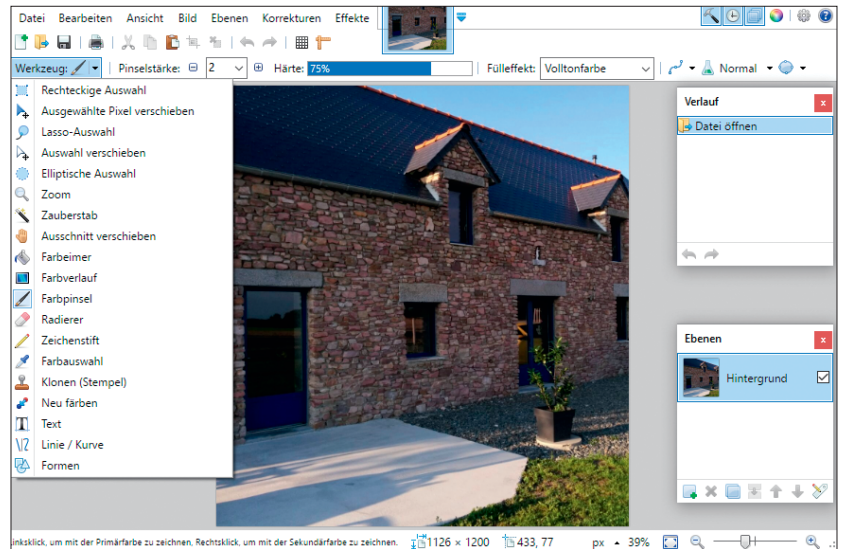 Datei Bearbeiten Ansicht Bild Ebenen Korrekturen Effekte
Werkzeug: Pinselstärke: 2 Härte: 75% Fülleffekt: Volltonfarbe Normal
Rechteckige Auswahl
Ausgewählte Pixel verschieben
Lasso-Auswahl
Auswahl verschieben
Elliptische Auswahl
Zoom
Zauberstab
Ausschnitt verschieben
Farbeimer
Farbverlauf
Farbpinsel
Radierer
Zeichenstift
Farbauswahl
Klonen (Stempel)
Neu färben
Text
Linie / Kurve
Formen
Verlauf x
Datei öffnen
Ebenen x
Hintergrund
inksklick, um mit der Primärfarbe zu zeichnen, Rechtsklick, um mit der Sekundärfarbe zu zeichnen. 1126 × 1200 433, 77 px 39%